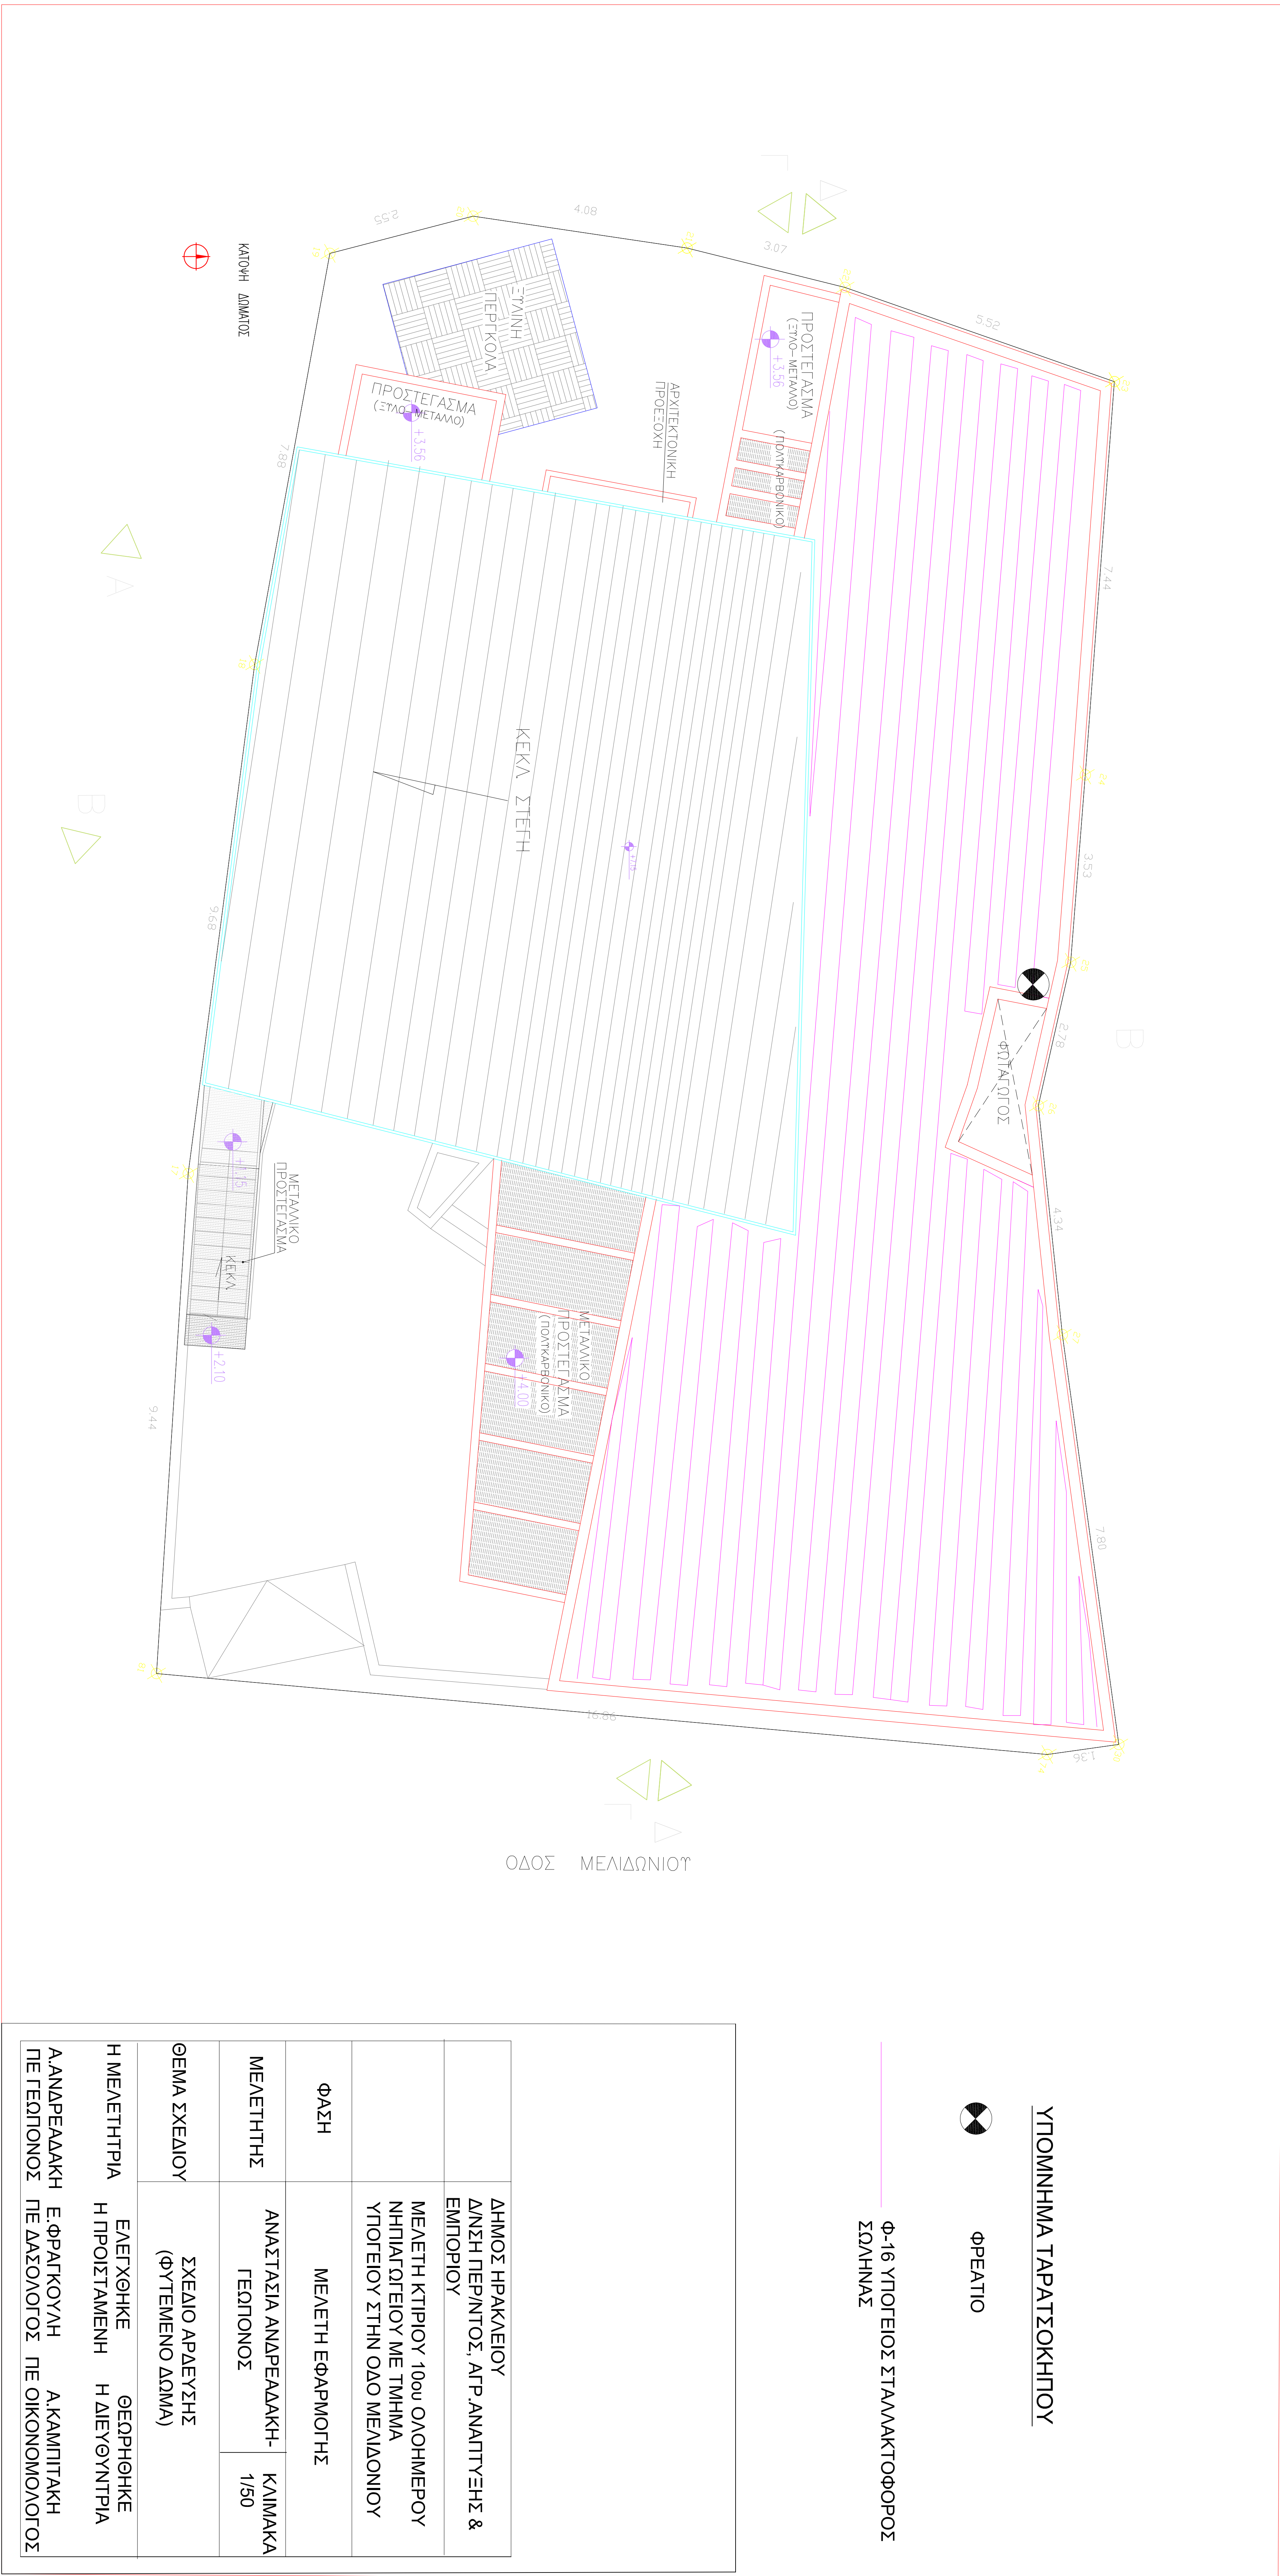 ΚΑΤΟΨΗ ΔΩΜΑΤΟΣ
2.55
4.08
3.07
5.52
7.44
3.53
2.78
4.34
7.80
1.36
16.86
9.44
9.68
7.88
ΞΥΛΙΝΗ
ΠΕΡΓΚΟΛΑ
ΠΡΟΣΤΕΓΑΣΜΑ
(ΞΥΛΟ-ΜΕΤΑΛΛΟ)
+3.56
ΠΡΟΣΤΕΓΑΣΜΑ
(ΞΥΛΟ-ΜΕΤΑΛΛΟ)
+3.56
(ΠΟΛΥΚΑΡΒΟΝΙΚΟ)
ΑΡΧΙΤΕΚΤΟΝΙΚΗ
ΠΡΟΕΞΟΧΗ
ΚΕΚΛ ΣΤΕΓΗ
+7.15
ΦΩΤΑΓΩΓΟΣ
Α
Β
Β
Γ
Α
Γ
Α
ΜΕΤΑΛΛΙΚΟ
ΠΡΟΣΤΕΓΑΣΜΑ
+1.15
ΚΕΚΛ
+2.10
ΜΕΤΑΛΛΙΚΟ
ΠΡΟΣΤΕΓΑΣΜΑ
(ΠΟΛΥΚΑΡΒΟΝΙΚΟ)
+4.00
ΟΔΟΣ ΜΕΛΙΔΩΝΙΟΥ
ΥΠΟΜΝΗΜΑ ΤΑΡΑΤΣΟΚΗΠΟΥ
ΦΡΕΑΤΙΟ
Φ-16 ΥΠΟΓΕΙΟΣ ΣΤΑΛΛΑΚΤΟΦΟΡΟΣ
ΣΩΛΗΝΑΣ
ΔΗΜΟΣ ΗΡΑΚΛΕΙΟΥ
Δ/ΝΣΗ ΠΕΡ/ΝΤΟΣ, ΑΓΡ.ΑΝΑΠΤΥΞΗΣ &
ΕΜΠΟΡΙΟΥ
ΜΕΛΕΤΗ ΚΤΙΡΙΟΥ 10ου ΟΛΟΗΜΕΡΟΥ
ΝΗΠΙΑΓΩΓΕΙΟΥ ΜΕ ΤΜΗΜΑ
ΥΠΟΓΕΙΟΥ ΣΤΗΝ ΟΔΟ ΜΕΛΙΔΟΝΙΟΥ
ΦΑΣΗ
ΜΕΛΕΤΗ ΕΦΑΡΜΟΓΗΣ
ΜΕΛΕΤΗΤΗΣ
ΑΝΑΣΤΑΣΙΑ ΑΝΔΡΕΑΔΑΚΗ-
ΓΕΩΠΟΝΟΣ
ΚΛΙΜΑΚΑ
1/50
ΘΕΜΑ ΣΧΕΔΙΟΥ
ΣΧΕΔΙΟ ΑΡΔΕΥΣΗΣ
(ΦΥΤΕΜΕΝΟ ΔΩΜΑ)
Η ΜΕΛΕΤΗΤΡΙΑ
ΕΛΕΓΧΘΗΚΕ
Η ΠΡΟΙΣΤΑΜΕΝΗ
ΘΕΩΡΗΘΗΚΕ
Η ΔΙΕΥΘΥΝΤΡΙΑ
Α.ΑΝΔΡΕΑΔΑΚΗ Ε.ΦΡΑΓΚΟΥΛΗ Α.ΚΑΜΠΙΤΑΚΗ
ΠΕ ΓΕΩΠΟΝΟΣ ΠΕ ΔΑΣΟΛΟΓΟΣ ΠΕ ΟΙΚΟΝΟΜΟΛΟΓΟΣ